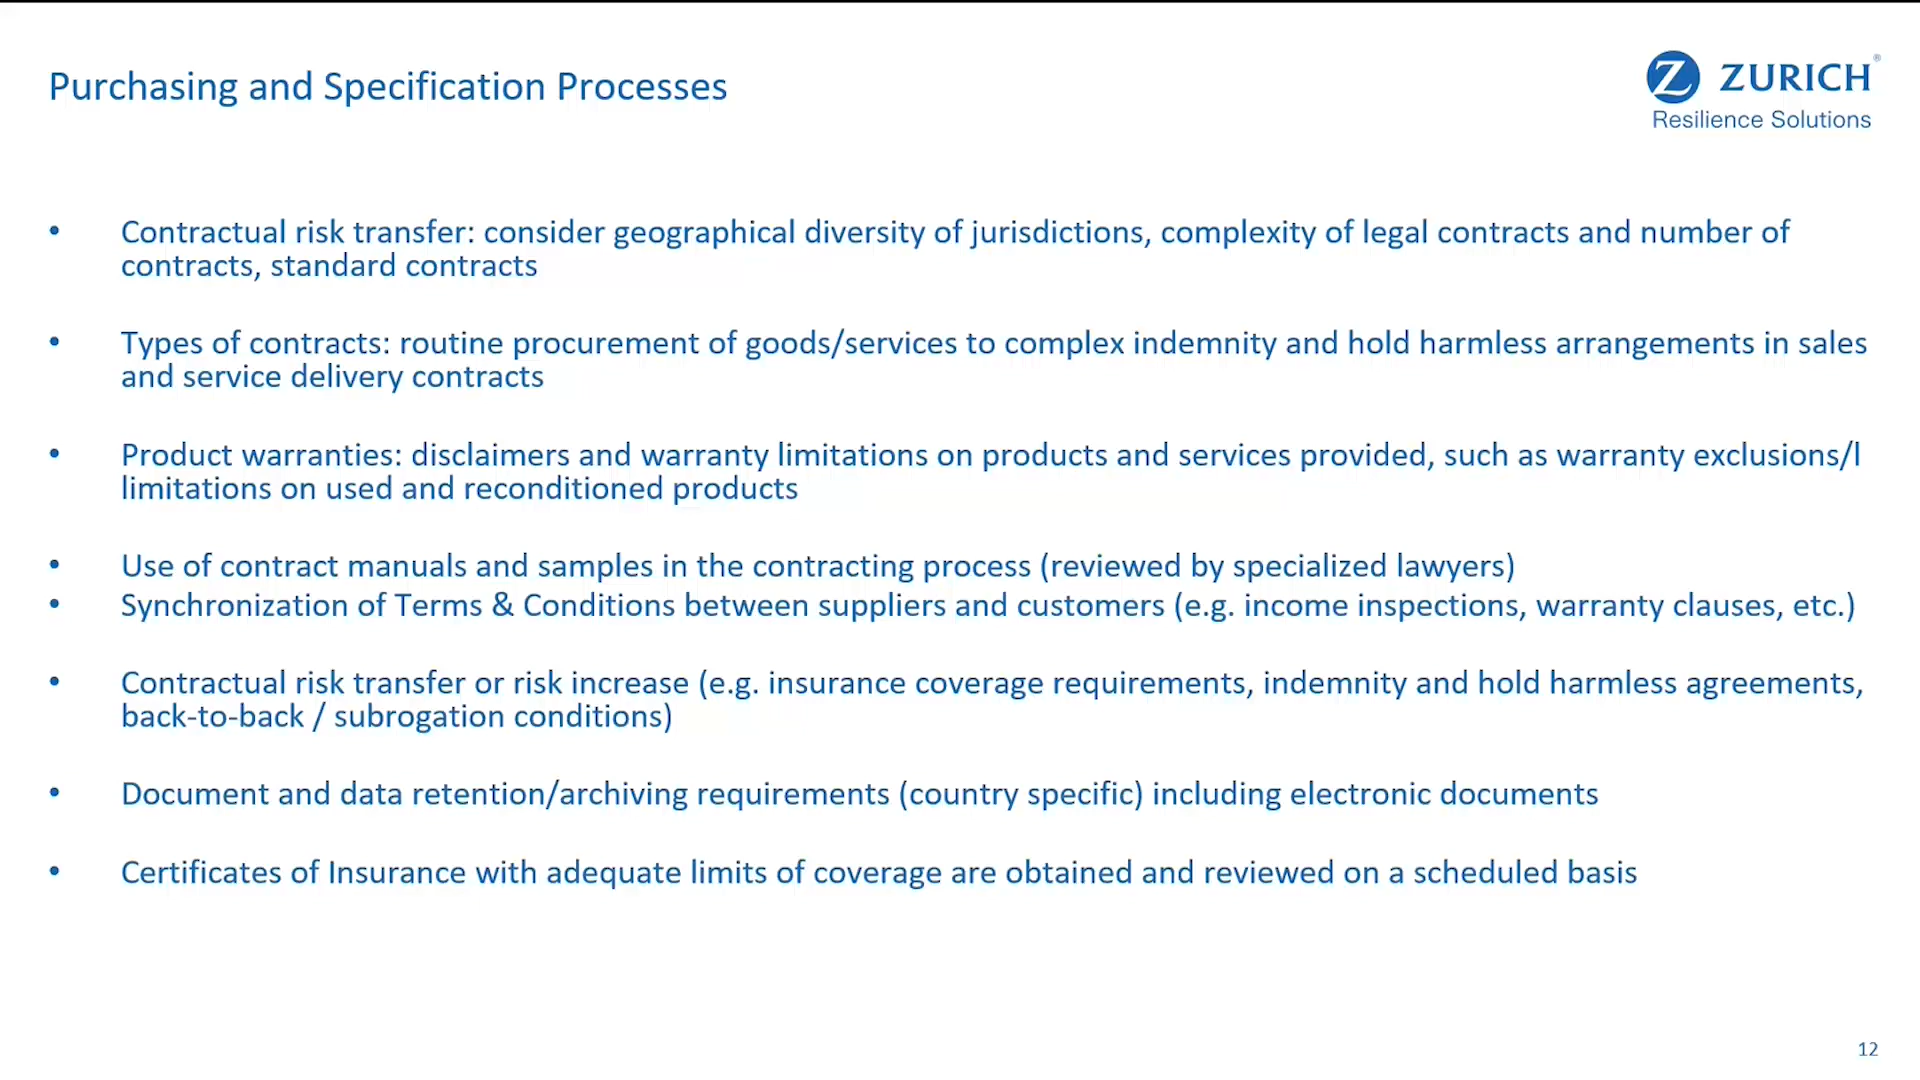 Purchasing and Specification Processes
Z ZURICH®
Resilience Solutions
• Contractual risk transfer: consider geographical diversity of jurisdictions, complexity of legal contracts and number of
contracts, standard contracts
• Types of contracts: routine procurement of goods/services to complex indemnity and hold harmless arrangements in sales
and service delivery contracts
• Product warranties: disclaimers and warranty limitations on products and services provided, such as warranty exclusions/l
limitations on used and reconditioned products
• Use of contract manuals and samples in the contracting process (reviewed by specialized lawyers)
• Synchronization of Terms & Conditions between suppliers and customers (e.g. income inspections, warranty clauses, etc.)
• Contractual risk transfer or risk increase (e.g. insurance coverage requirements, indemnity and hold harmless agreements,
back-to-back / subrogation conditions)
• Document and data retention/archiving requirements (country specific) including electronic documents
• Certificates of Insurance with adequate limits of coverage are obtained and reviewed on a scheduled basis
12